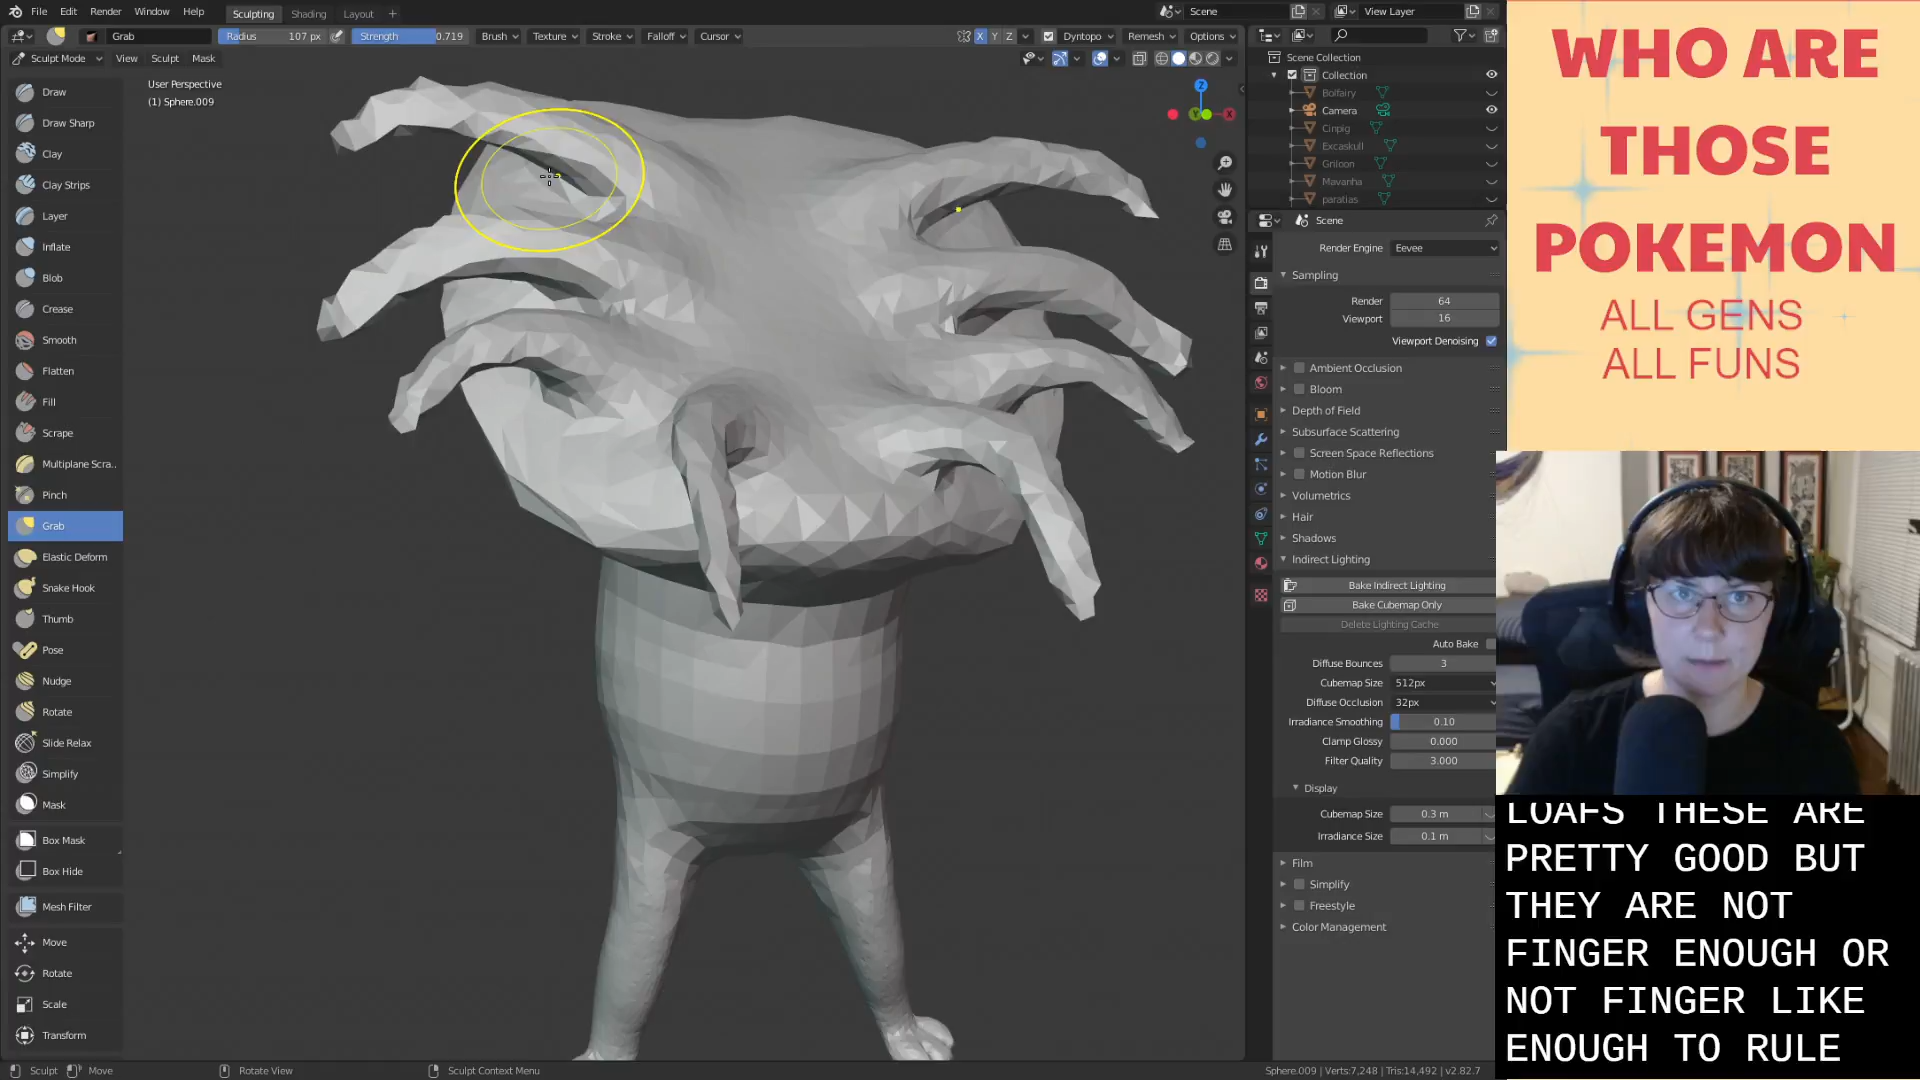 File Edit Render Window Help Sculpting Shading Layout + Scene View Layer
Grab Radius 107 px Strength 0.719 Brush Texture Stroke Falloff Cursor X Y Z Dyntopo Remesh Options
Sculpt Mode View Sculpt Mask
User Perspective
(1) Sphere.009
Draw
Draw Sharp
Clay
Clay Strips
Layer
Inflate
Blob
Crease
Smooth
Flatten
Fill
Scrape
Multiplane Scra..
Pinch
Grab
Elastic Deform
Snake Hook
Thumb
Pose
Nudge
Rotate
Slide Relax
Simplify
Mask
Box Mask
Box Hide
Mesh Filter
Move
Rotate
Scale
Transform
Z
Y
X
Scene Collection
Collection
Bolfairy
Camera
Cinpig
Excaskull
Griloon
Mavanha
paratias
Scene
Render Engine Eevee
Sampling
Render 64
Viewport 16
Viewport Denoising
Ambient Occlusion
Bloom
Depth of Field
Subsurface Scattering
Screen Space Reflections
Motion Blur
Volumetrics
Hair
Shadows
Indirect Lighting
Bake Indirect Lighting
Bake Cubemap Only
Delete Lighting Cache
Auto Bake
Diffuse Bounces 3
Cubemap Size 512px
Diffuse Occlusion 32px
Irradiance Smoothing 0.10
Clamp Glossy 0.000
Filter Quality 3.000
Display
Cubemap Size 0.3 m
Irradiance Size 0.1 m
Film
Simplify
Freestyle
Color Management
Sculpt Move Rotate View Sculpt Context Menu Sphere.009 | Verts:7,248 | Tris:14,492 | v2.82.7
WHO ARE
THOSE
POKEMON
ALL GENS
ALL FUNS
LOAFS THESE ARE
PRETTY GOOD BUT
THEY ARE NOT
FINGER ENOUGH OR
NOT FINGER LIKE
ENOUGH TO RULE